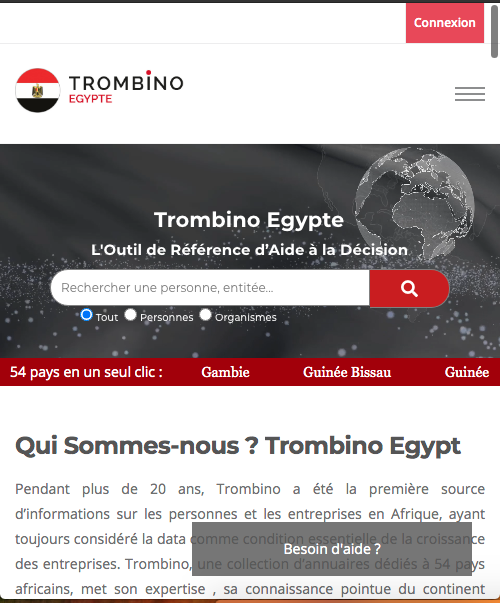 Connexion
TROMBINO
EGYPTE
Trombino Egypte
L'Outil de Référence d'Aide à la Décision
Rechercher une personne, entitée...
Tout Personnes Organismes
54 pays en un seul clic : Gambie Guinée Bissau Guinée
Qui Sommes-nous ? Trombino Egypt
Pendant plus de 20 ans, Trombino a été la première source
d'informations sur les personnes et les entreprises en Afrique, ayant
toujours considéré la data comme condition essentielle de la croissance
Besoin d'aide ?
des entreprises. Trombino, une collection d'annuaires dédiés à 54 pays
africains, met son expertise , sa connaissance pointue du continent